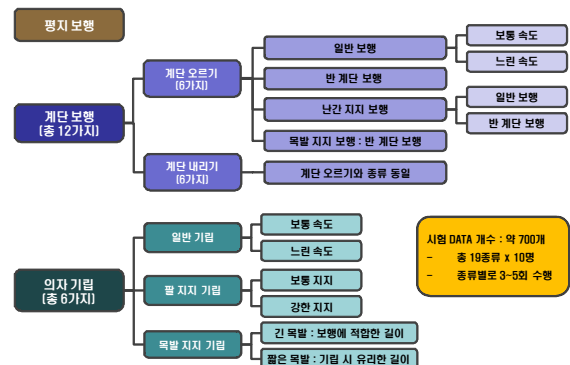 평지 보행
계단 보행
(총 12가지)
계단 오르기
(6가지)
일반 보행
보통 속도
느린 속도
반 계단 보행
난간 지지 보행
일반 보행
반 계단 보행
목발 지지 보행 : 반 계단 보행
계단 내리기
(6가지)
계단 오르기와 종류 동일
의자 기립
(총 6가지)
일반 기립
보통 속도
느린 속도
팔 지지 기립
보통 지지
강한 지지
목발 지지 기립
긴 목발 : 보행에 적합한 길이
짧은 목발 : 기립 시 유리한 길이
시험 DATA 개수 : 약 700개
- 총 19종류 x 10명
- 종류별로 3~5회 수행